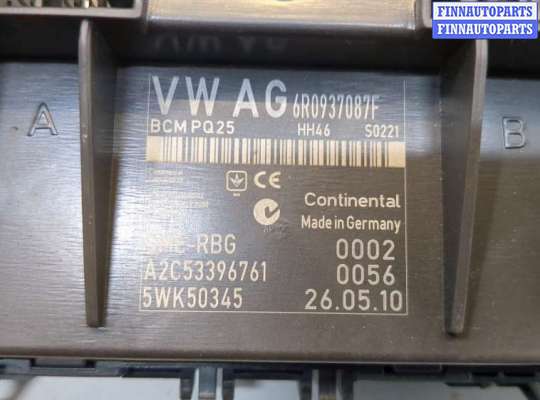 FINNAUTOPARTS
FINNAUTOPARTS
VW AG 6R0937087F
BCM PQ25 HH46 S0221
A B
CE
Continental
Made in Germany
-RBG 0002
A2C53396761 0056
5WK50345 26.05.10